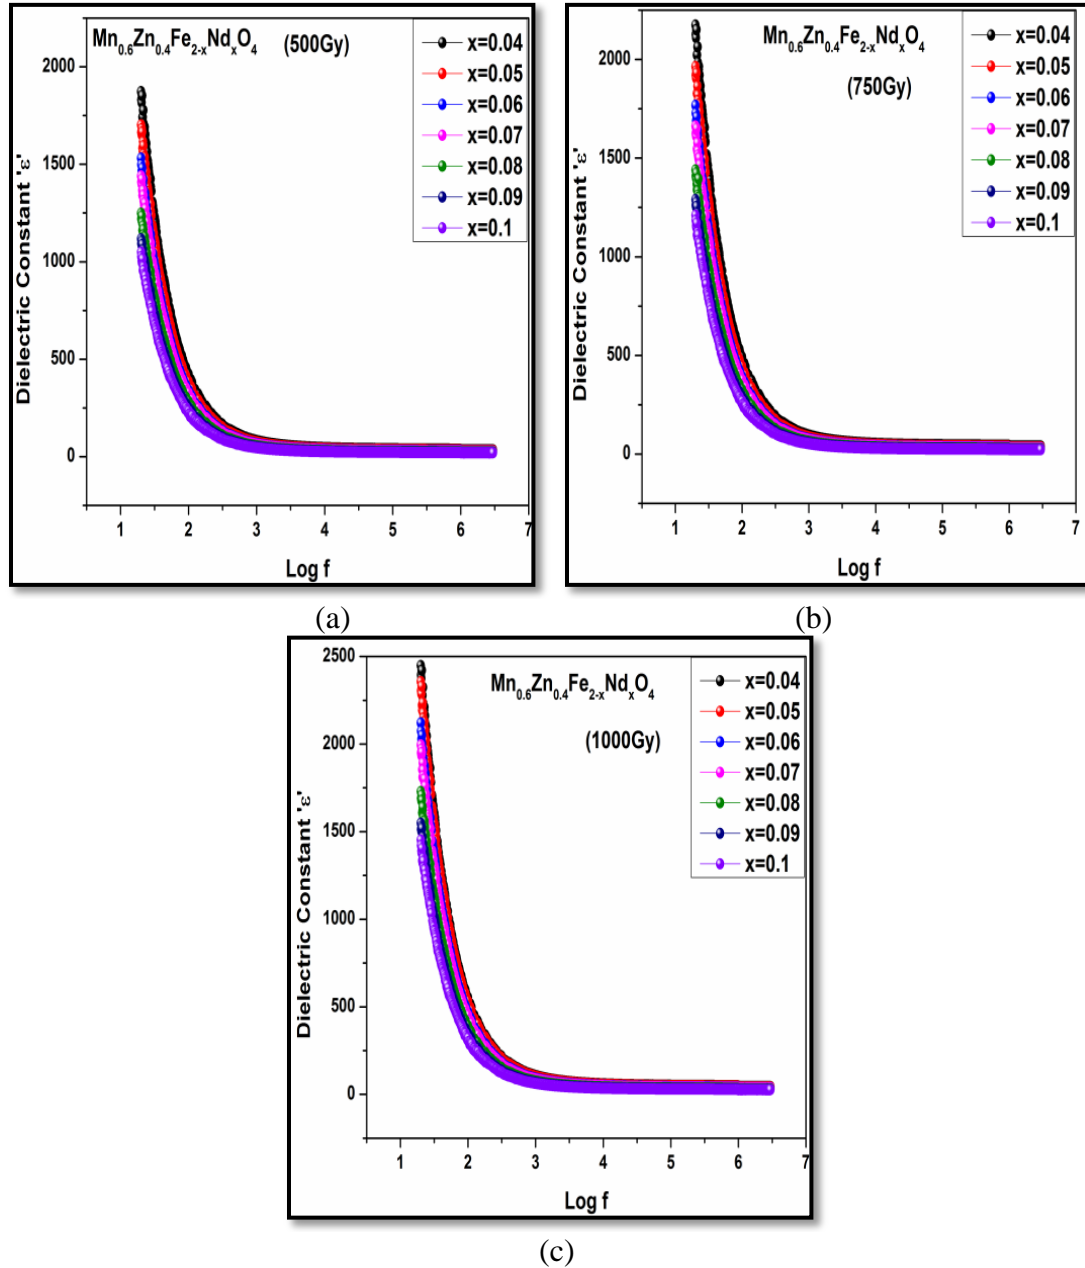 Mn0.6Zn0.4Fe2-xNdxO4 (500Gy)
x=0.04
x=0.05
x=0.06
x=0.07
x=0.08
x=0.09
x=0.1
Dielectric Constant 'ε'
2000
1500
1000
500
0
1 2 3 4 5 6 7
Log f
(a)
Mn0.6Zn0.4Fe2-xNdxO4
(750Gy)
x=0.04
x=0.05
x=0.06
x=0.07
x=0.08
x=0.09
x=0.1
Dielectric Constant 'ε'
2000
1500
1000
500
0
1 2 3 4 5 6 7
Log f
(b)
Mn0.6Zn0.4Fe2-xNdxO4
(1000Gy)
x=0.04
x=0.05
x=0.06
x=0.07
x=0.08
x=0.09
x=0.1
Dielectric Constant 'ε'
2500
2000
1500
1000
500
0
1 2 3 4 5 6 7
Log f
(c)